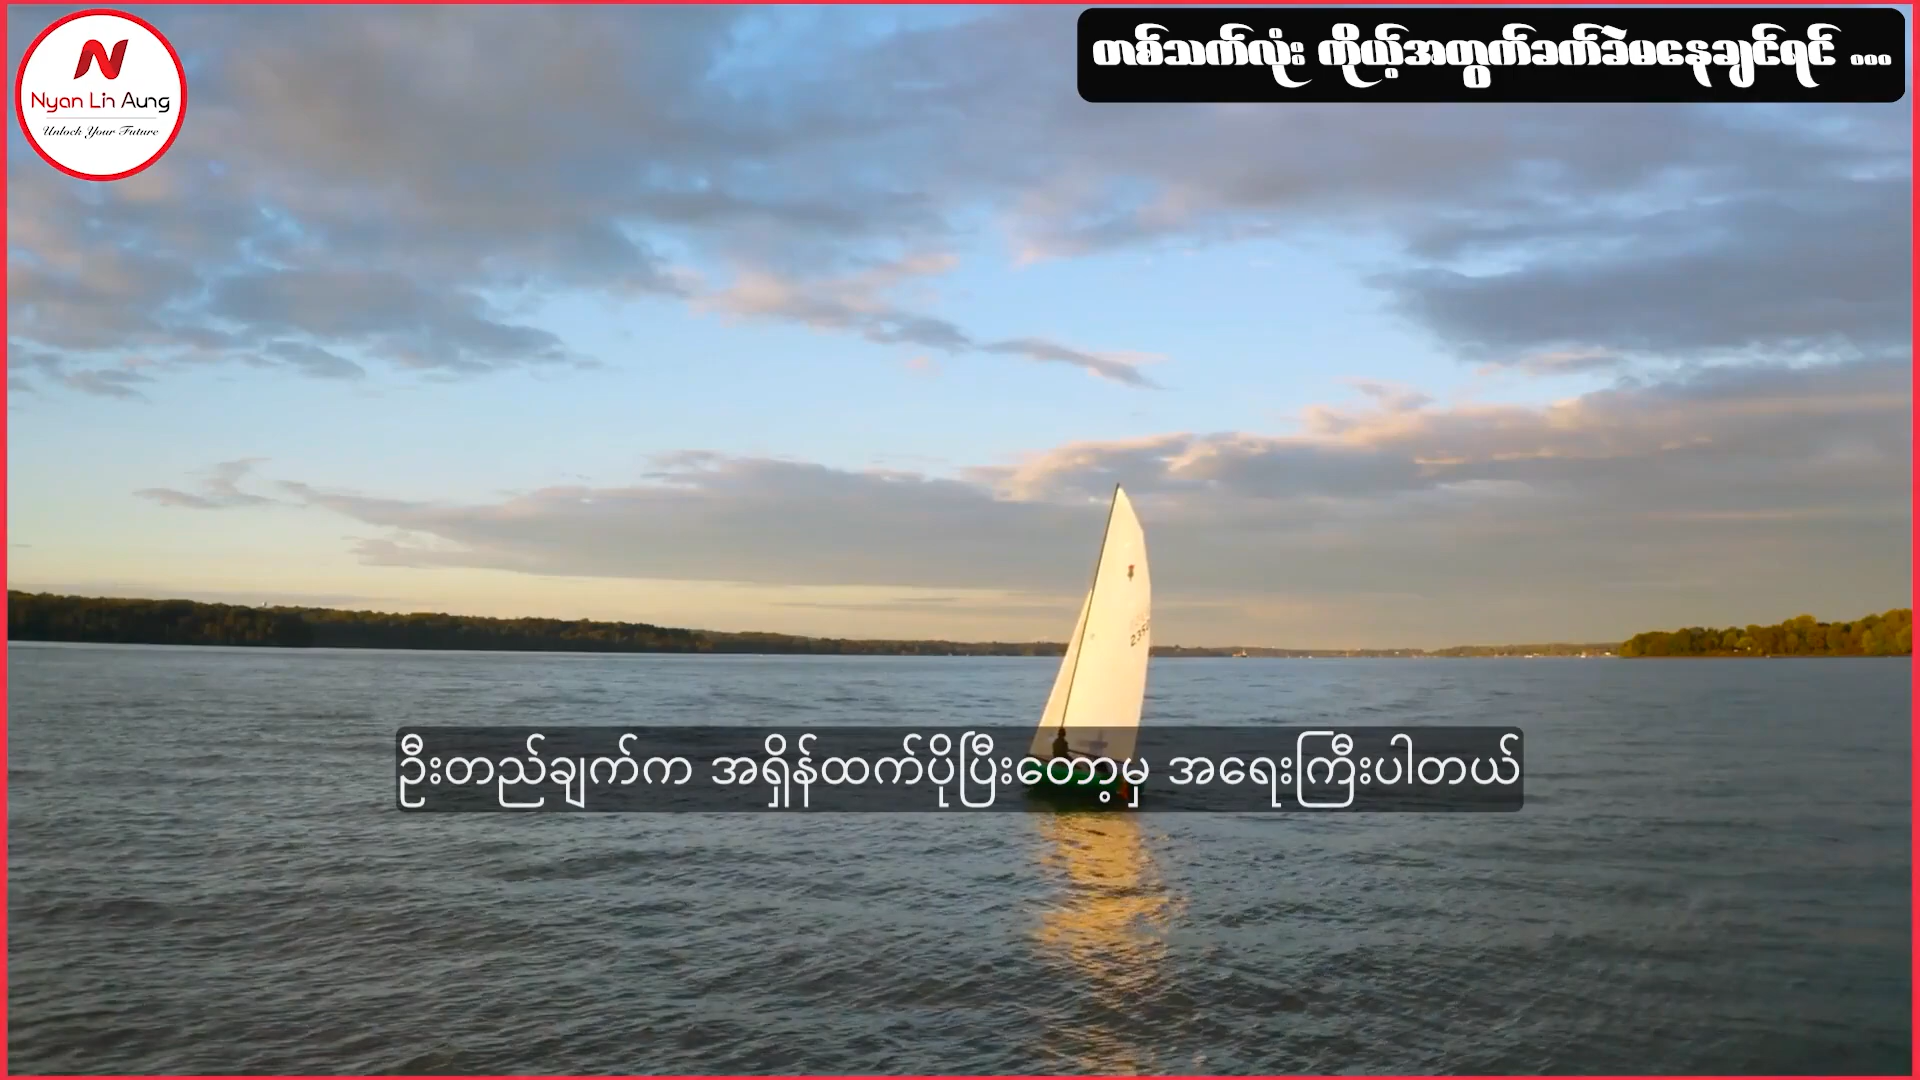 Nyan Lin Aung
Unlock Your Future
တစ်သက်လုံး ကိုယ့်အတွက်ခက်ခဲမနေချင်ရင် ...
ဦးတည်ချက်က အရှိန်ထက်ပိုပြီးတော့မှ အရေးကြီးပါတယ်